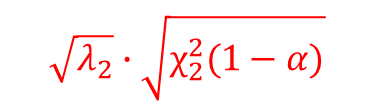 √λ₂ · √(χ₂²(1 − α))